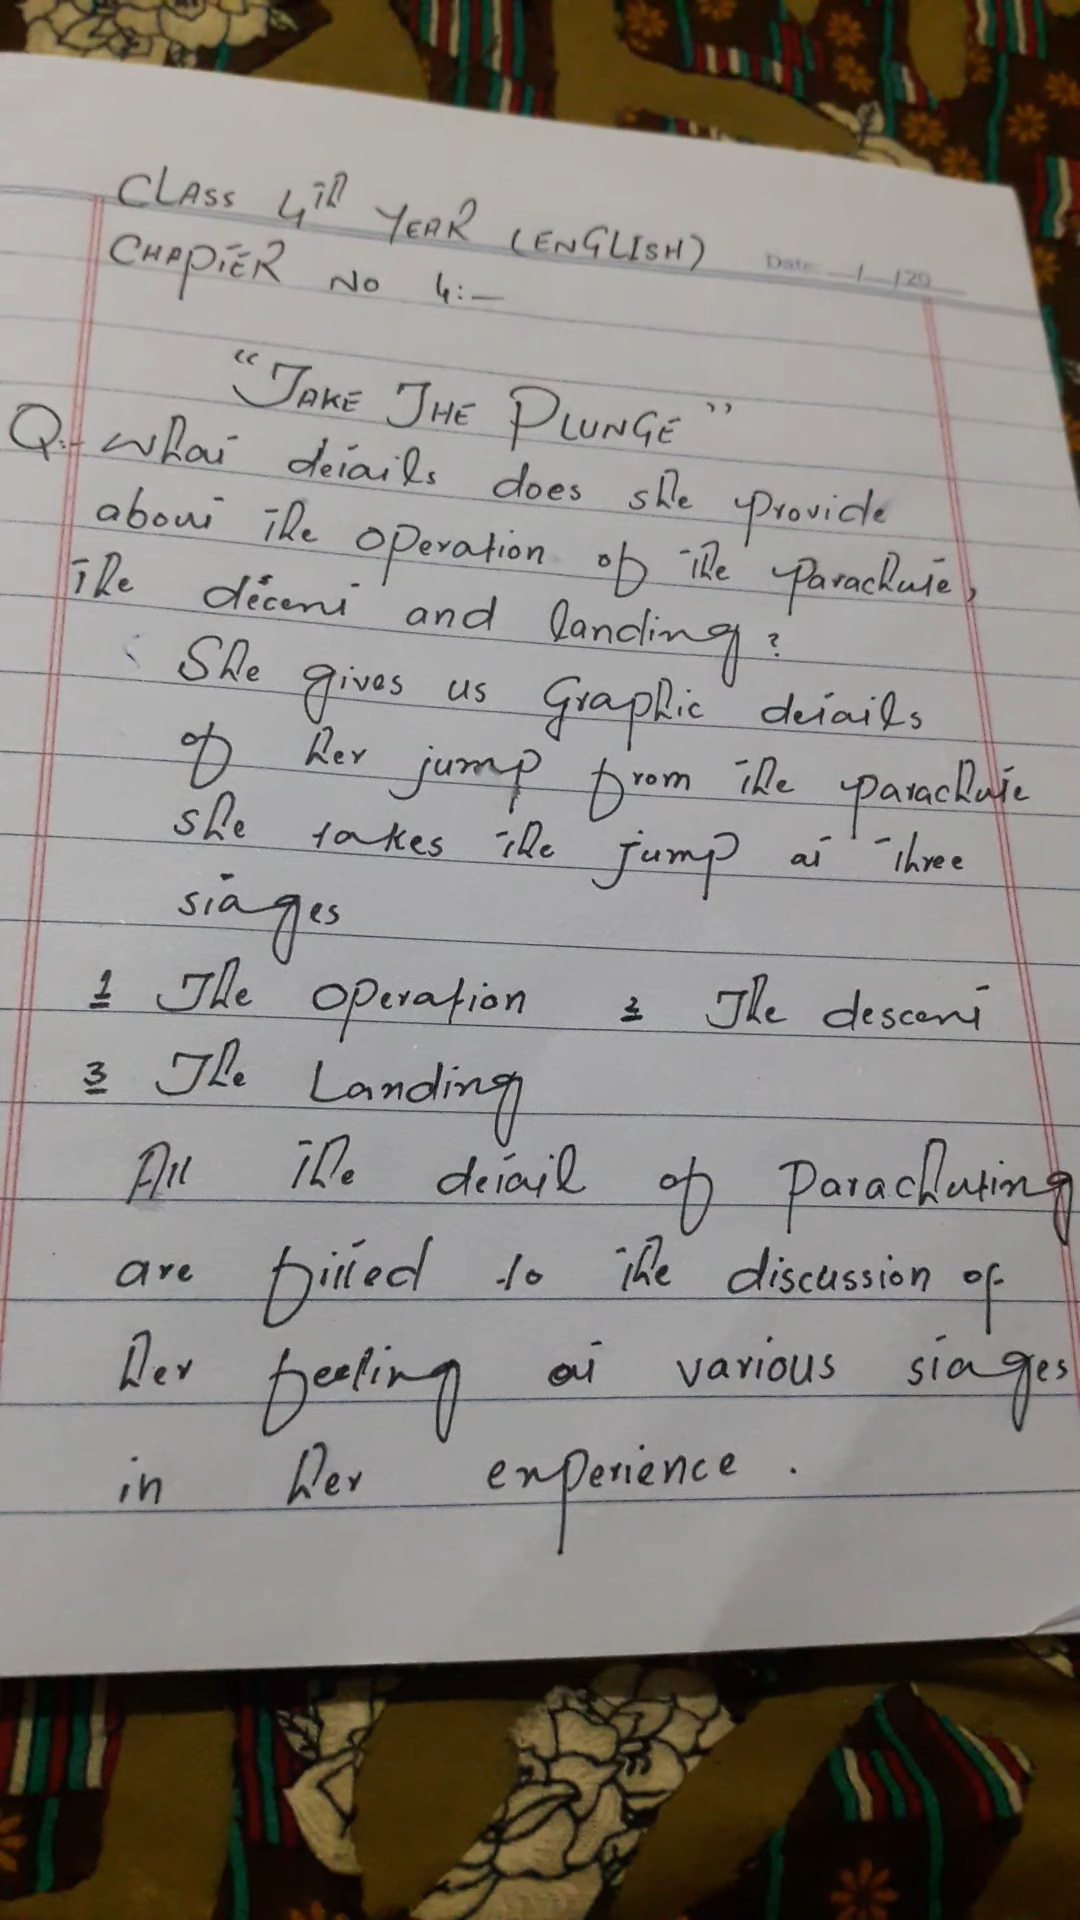 CLASS 4th YEAR (ENGLISH)
Date __/__/20__
CHAPTER NO 4:-
"TAKE THE PLUNGE"
Q:- what details does she provide
about the operation of the parachute,
the decent and landing?
She gives us Graphic details
of her jump from the parachute
she takes the jump at three
stages
1 The operation 2 The descent
3 The Landing
All the detail of Parachuting
are fitted to the discussion of
her feeling at various stages
in her experience.